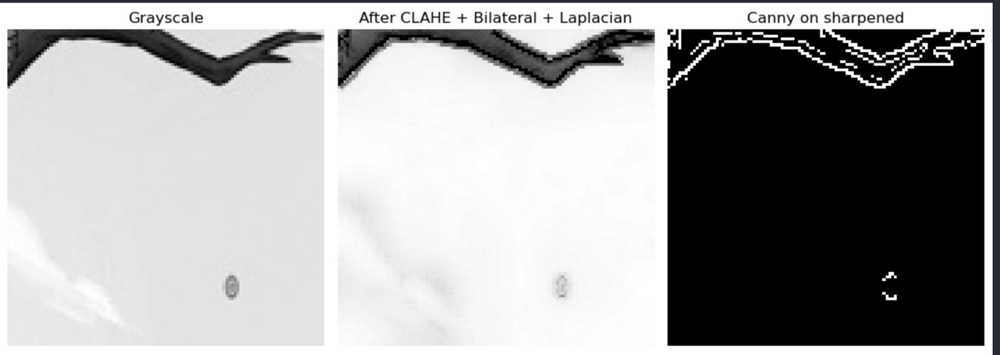 Grayscale
After CLAHE + Bilateral + Laplacian
Canny on sharpened